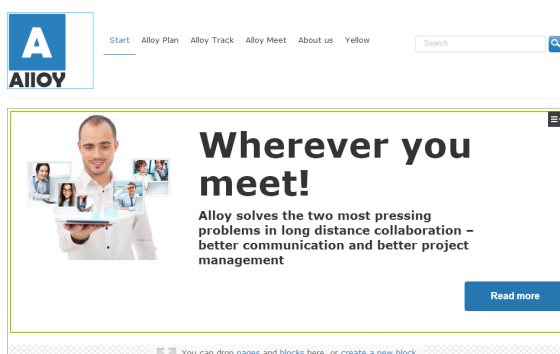 A
Alloy
Start Alloy Plan Alloy Track Alloy Meet About us Yellow
Search
Wherever you
meet!
Alloy solves the two most pressing
problems in long distance collaboration –
better communication and better project
management
Read more
You can drop pages and blocks here, or create a new block